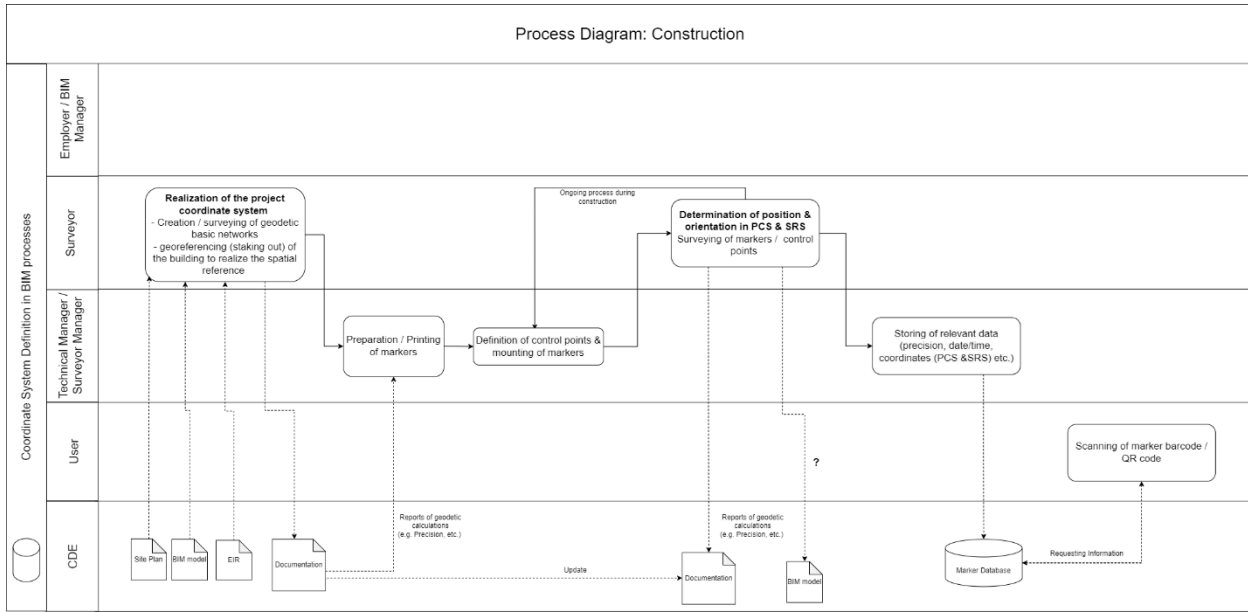 Process Diagram: Construction
Coordinate System Definition in BIM processes
Employer / BIM
Manager
Surveyor
Realization of the project
coordinate system
- Creation / surveying of geodetic
basic networks
- georeferencing (staking out) of
the building to realize the spatial
reference
Ongoing process during
construction
Determination of position &
orientation in PCS & SRS
Surveying of markers / control
points
Technical Manager /
Surveyor Manager
Preparation / Printing
of markers
Definition of control points &
mounting of markers
Storing of relevant data
(precision, date/time,
coordinates (PCS &SRS) etc.)
User
?
Scanning of marker barcode /
QR code
CDE
Site Plan
BIM model
EIR
Documentation
Reports of geodetic
calculations
(e.g. Precision, etc.)
Update
Reports of geodetic
calculations
(e.g. Precision, etc.)
Documentation
BIM model
Marker Database
Requesting Information